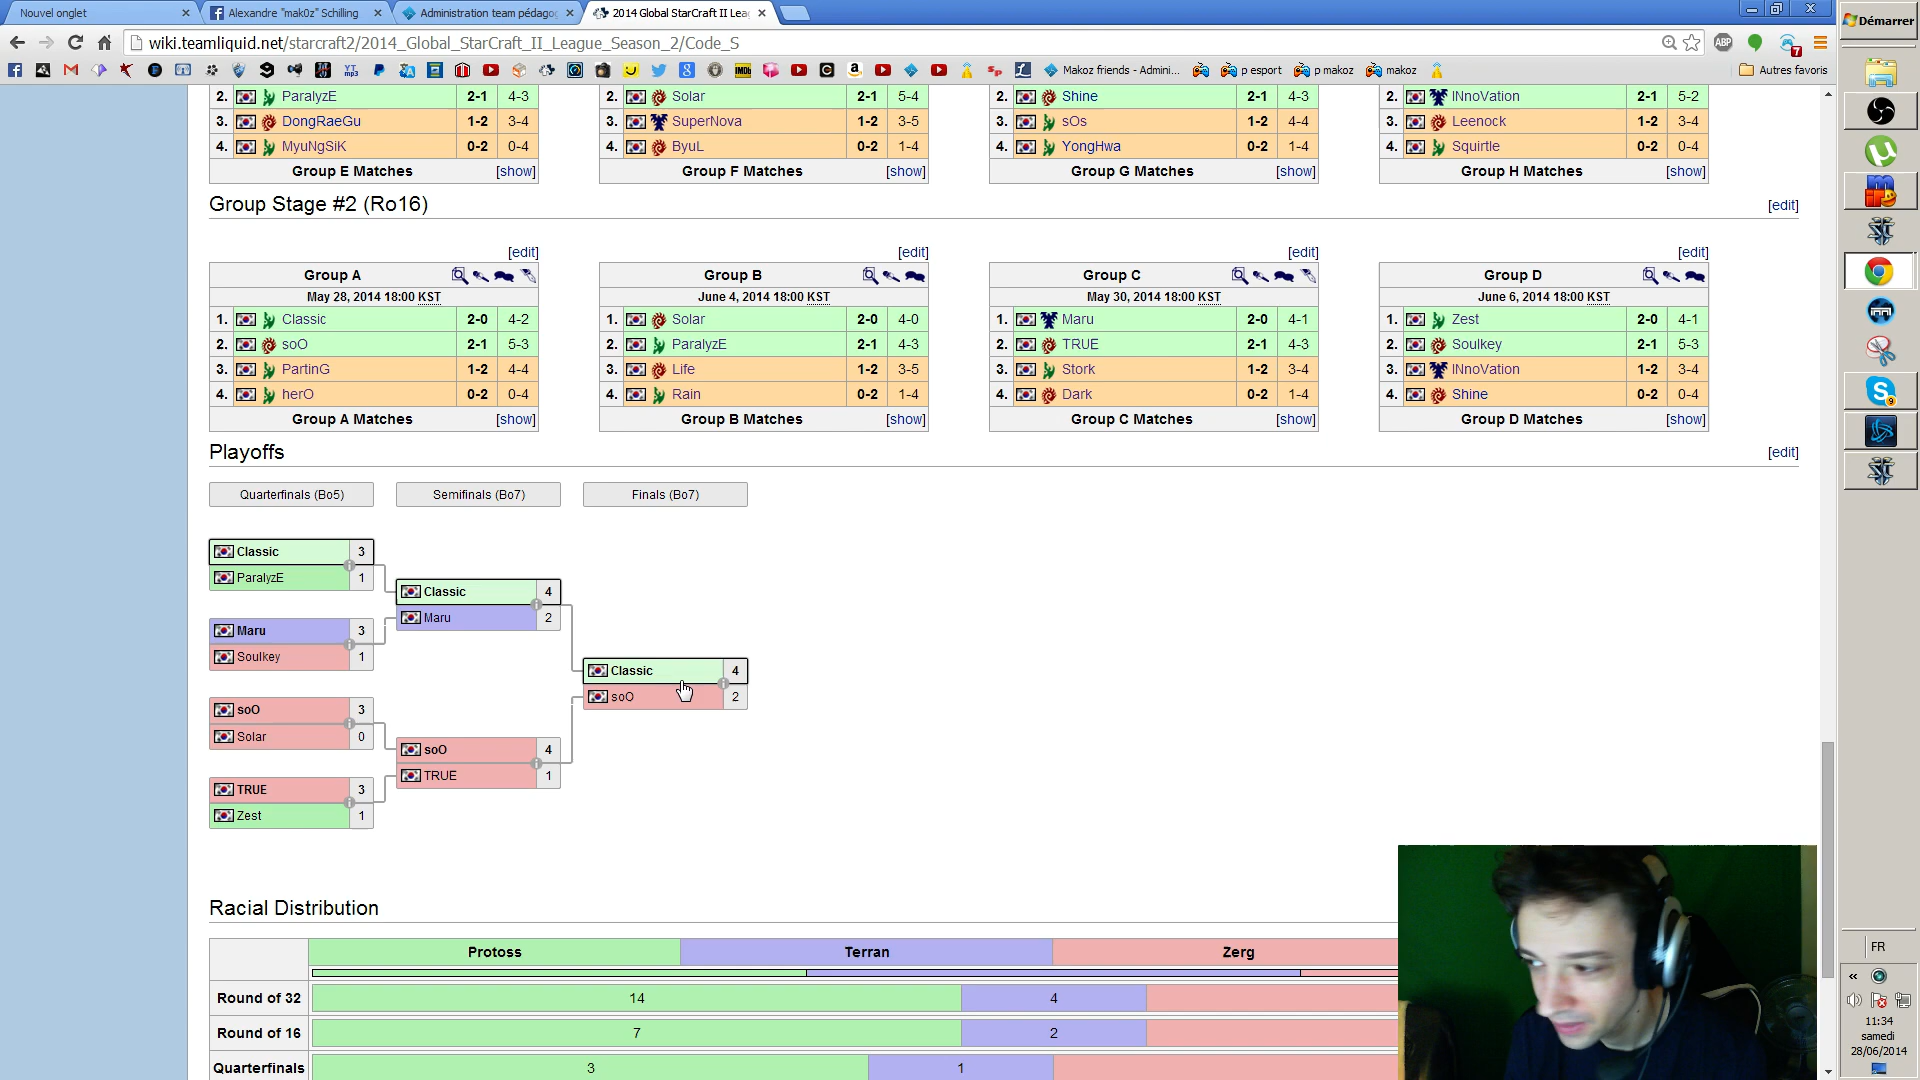 Nouvel onglet
Alexandre "mak0z" Schilling
Administration team pédago
2014 Global StarCraft II Lea
Démarrer
wiki.teamliquid.net/starcraft2/2014_Global_StarCraft_II_League_Season_2/Code_S
ABP
7
Makoz friends - Admini...
p esport
p makoz
makoz
Autres favoris
2. ParalyzE 2-1 4-3
3. DongRaeGu 1-2 3-4
4. MyuNgSiK 0-2 0-4
Group E Matches [show]
2. Solar 2-1 5-4
3. SuperNova 1-2 3-5
4. ByuL 0-2 1-4
Group F Matches [show]
2. Shine 2-1 4-3
3. sOs 1-2 4-4
4. YongHwa 0-2 1-4
Group G Matches [show]
2. INnoVation 2-1 5-2
3. Leenock 1-2 3-4
4. Squirtle 0-2 0-4
Group H Matches [show]
Group Stage #2 (Ro16) [edit]
[edit]
Group A
May 28, 2014 18:00 KST
1. Classic 2-0 4-2
2. soO 2-1 5-3
3. PartinG 1-2 4-4
4. herO 0-2 0-4
Group A Matches [show]
[edit]
Group B
June 4, 2014 18:00 KST
1. Solar 2-0 4-0
2. ParalyzE 2-1 4-3
3. Life 1-2 3-5
4. Rain 0-2 1-4
Group B Matches [show]
[edit]
Group C
May 30, 2014 18:00 KST
1. Maru 2-0 4-1
2. TRUE 2-1 4-3
3. Stork 1-2 3-4
4. Dark 0-2 1-4
Group C Matches [show]
[edit]
Group D
June 6, 2014 18:00 KST
1. Zest 2-0 4-1
2. Soulkey 2-1 5-3
3. INnoVation 1-2 3-4
4. Shine 0-2 0-4
Group D Matches [show]
Playoffs [edit]
Quarterfinals (Bo5)
Semifinals (Bo7)
Finals (Bo7)
Classic 3
ParalyzE 1
Maru 3
Soulkey 1
soO 3
Solar 0
TRUE 3
Zest 1
Classic 4
Maru 2
soO 4
TRUE 1
Classic 4
soO 2
Racial Distribution
Protoss Terran Zerg
Round of 32 14 4
Round of 16 7 2
Quarterfinals 3 1
FR
11:34
samedi
28/06/2014